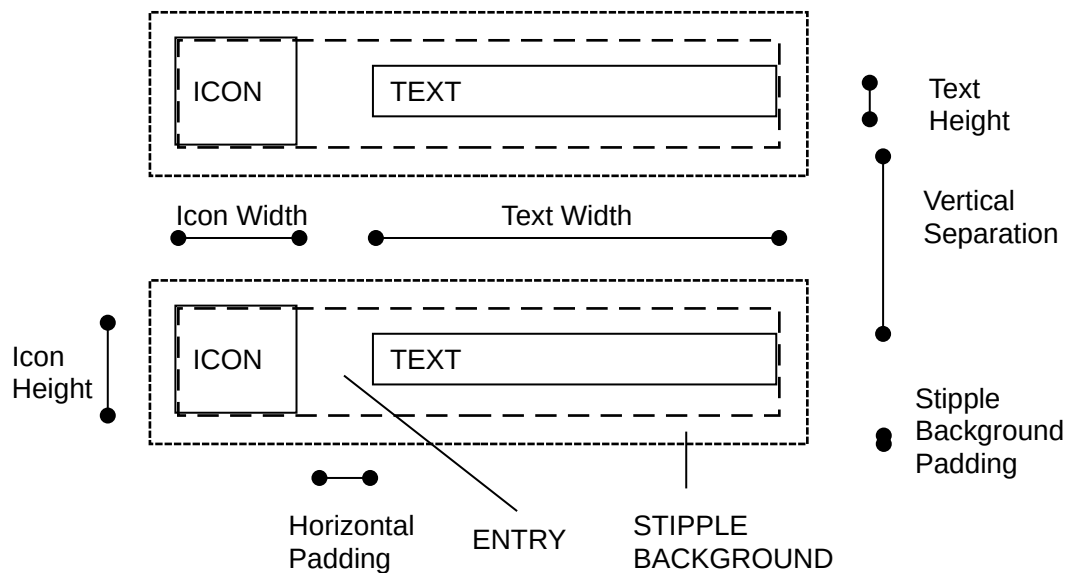 ICON
TEXT
Text
Height
Icon Width
Text Width
Vertical
Separation
Icon
Height
ICON
TEXT
Stipple
Background
Padding
Horizontal
Padding
ENTRY
STIPPLE
BACKGROUND